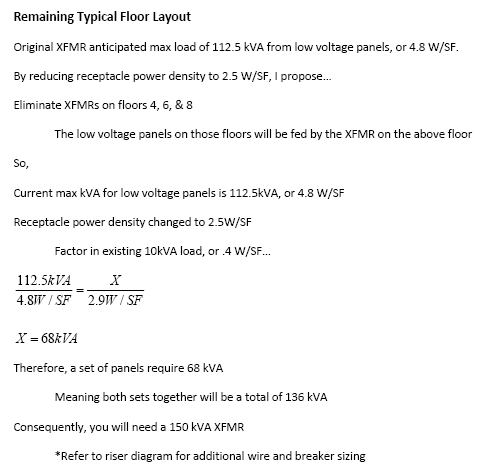 Remaining Typical Floor Layout
Original XFMR anticipated max load of 112.5 kVA from low voltage panels, or 4.8 W/SF.
By reducing receptacle power density to 2.5 W/SF, I propose...
Eliminate XFMRs on floors 4, 6, & 8
The low voltage panels on those floors will be fed by the XFMR on the above floor
So,
Current max kVA for low voltage panels is 112.5kVA, or 4.8 W/SF
Receptacle power density changed to 2.5W/SF
Factor in existing 10kVA load, or .4 W/SF...
112.5kVA / 4.8W / SF = X / 2.9W / SF
X = 68kVA
Therefore, a set of panels require 68 kVA
Meaning both sets together will be a total of 136 kVA
Consequently, you will need a 150 kVA XFMR
*Refer to riser diagram for additional wire and breaker sizing